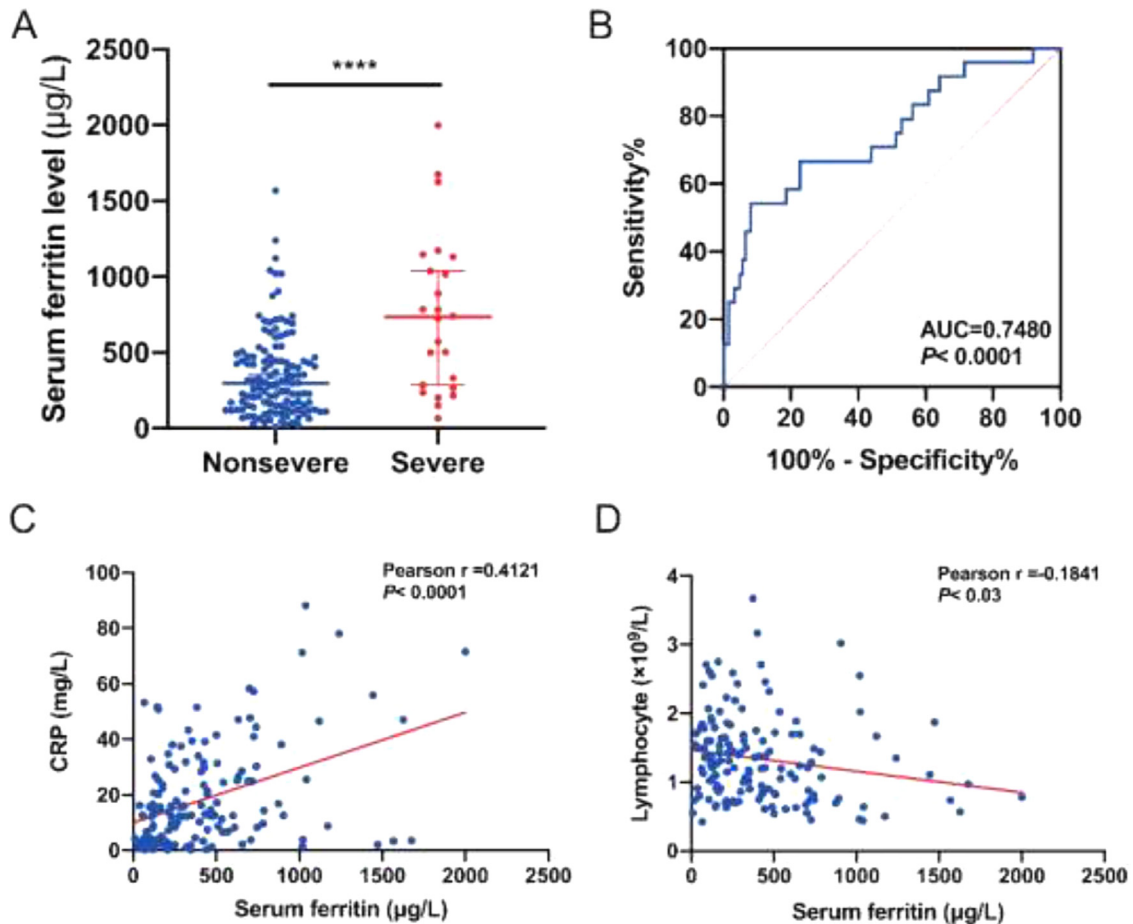 A
Serum ferritin level (µg/L)
2500
2000
1500
1000
500
0
****
Nonsevere
Severe
B
Sensitivity%
100
80
60
40
20
0
AUC=0.7480
P< 0.0001
0 20 40 60 80 100
100% - Specificity%
C
CRP (mg/L)
100
80
60
40
20
0
Pearson r =0.4121
P< 0.0001
0 500 1000 1500 2000 2500
Serum ferritin (µg/L)
D
Lymphocyte (×10⁹/L)
4
3
2
1
0
Pearson r =-0.1841
P< 0.03
0 500 1000 1500 2000 2500
Serum ferritin (µg/L)